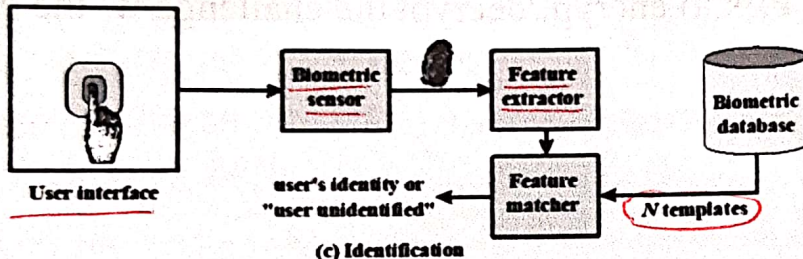 Biometric
sensor
Feature
extractor
Biometric
database
User interface
user's identity or
"user unidentified"
Feature
matcher
N templates
(c) Identification